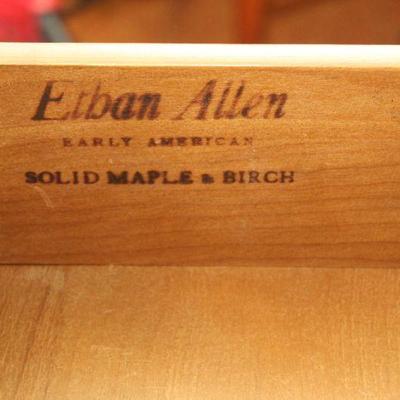 Ethan Allen
EARLY AMERICAN
SOLID MAPLE & BIRCH